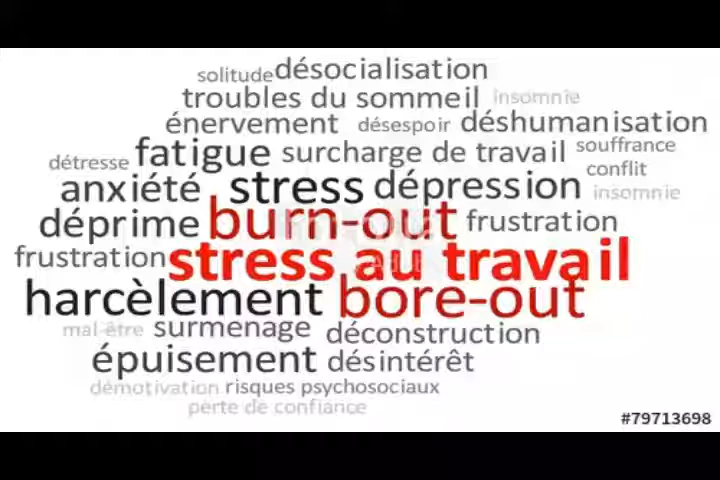 solitude désocialisation
troubles du sommeil insomnie
énervement désespoir déshumanisation
détresse fatigue surcharge de travail souffrance
conflit
anxiété stress dépression insomnie
déprime burn-out frustration
frustration stress au travail
harcèlement bore-out
mal-être surmenage déconstruction
épuisement désintérêt
démotivation risques psychosociaux
perte de confiance
#79713698